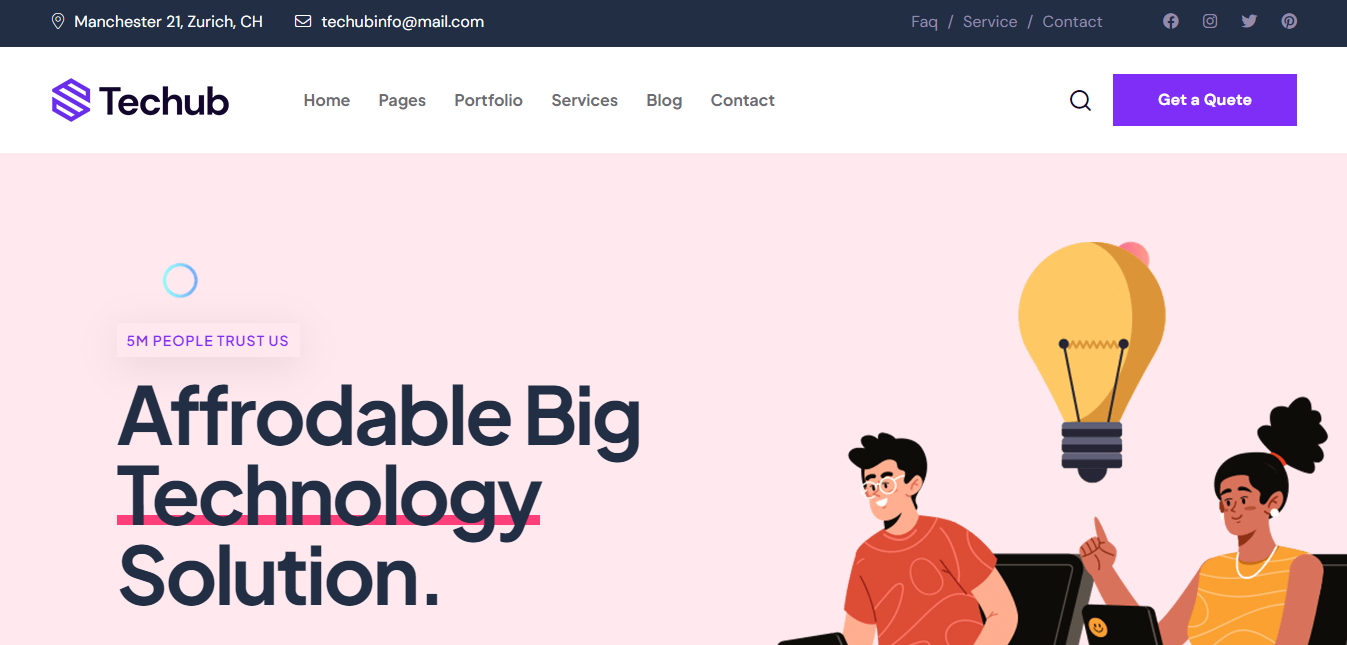 Manchester 21, Zurich, CH techubinfo@mail.com Faq / Service / Contact
Techub Home Pages Portfolio Services Blog Contact Get a Quete
5M PEOPLE TRUST US
Affrodable Big
Technology
Solution.